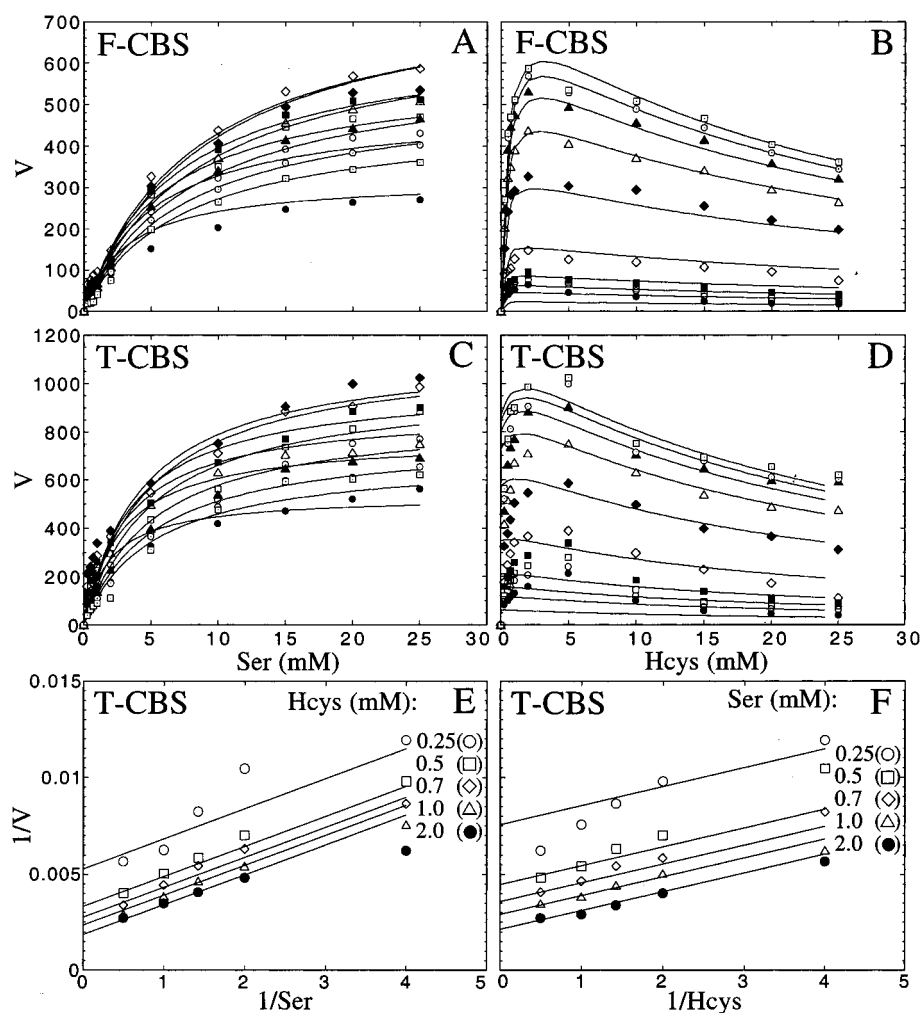 F-CBS A
F-CBS B
700
600
500
400
300
200
100
0
V
T-CBS C
T-CBS D
1200
1000
800
600
400
200
0
V
0 5 10 15 20 25 30
0 5 10 15 20 25 30
Ser (mM)
Hcys (mM)
T-CBS Hcys (mM): E
T-CBS Ser (mM): F
0.015
0.01
0.005
0
1/V
0.25(○)
0.5 (□)
0.7 (◇)
1.0 (△)
2.0 (●)
0.25(○)
0.5 (□)
0.7 (◇)
1.0 (△)
2.0 (●)
0 1 2 3 4 5
0 1 2 3 4 5
1/Ser
1/Hcys